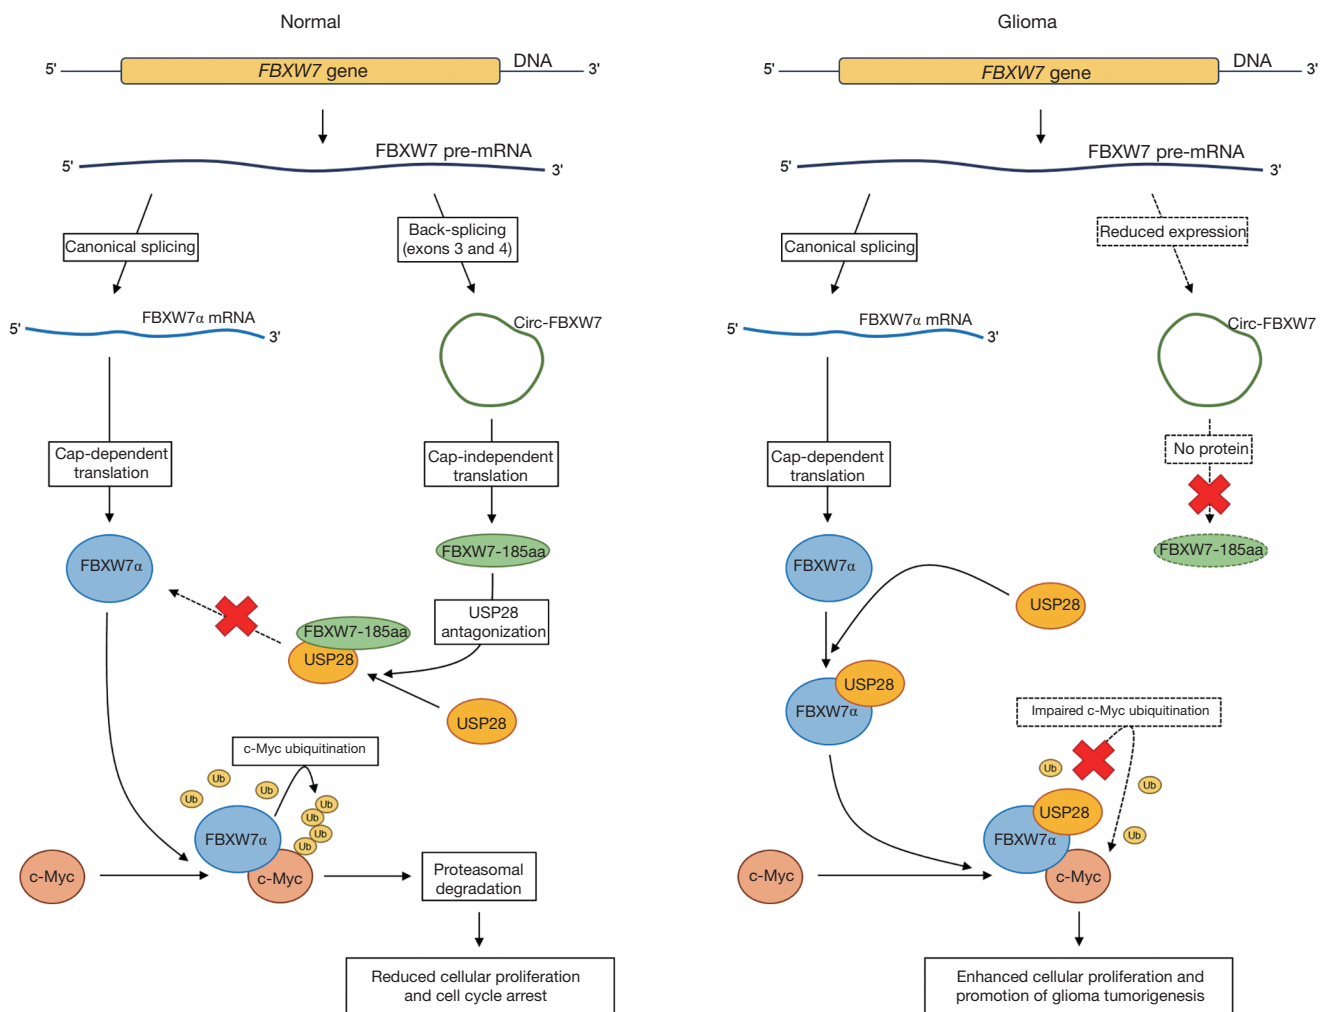 Normal
5'
FBXW7 gene
DNA
3'
FBXW7 pre-mRNA
5'
3'
Canonical splicing
Back-splicing
(exons 3 and 4)
5'
FBXW7α mRNA
3'
Circ-FBXW7
Cap-dependent
translation
Cap-independent
translation
FBXW7α
FBXW7-185aa
USP28
antagonization
FBXW7-185aa
USP28
USP28
c-Myc ubiquitination
Ub
Ub
Ub
Ub
Ub
Ub
Ub
FBXW7α
c-Myc
c-Myc
Proteasomal
degradation
Reduced cellular proliferation
and cell cycle arrest
Glioma
5'
FBXW7 gene
DNA
3'
FBXW7 pre-mRNA
5'
3'
Canonical splicing
Reduced expression
5'
FBXW7α mRNA
3'
Circ-FBXW7
Cap-dependent
translation
No protein
FBXW7α
FBXW7-185aa
USP28
USP28
FBXW7α
Impaired c-Myc ubiquitination
Ub
Ub
Ub
USP28
FBXW7α
c-Myc
c-Myc
Enhanced cellular proliferation and
promotion of glioma tumorigenesis